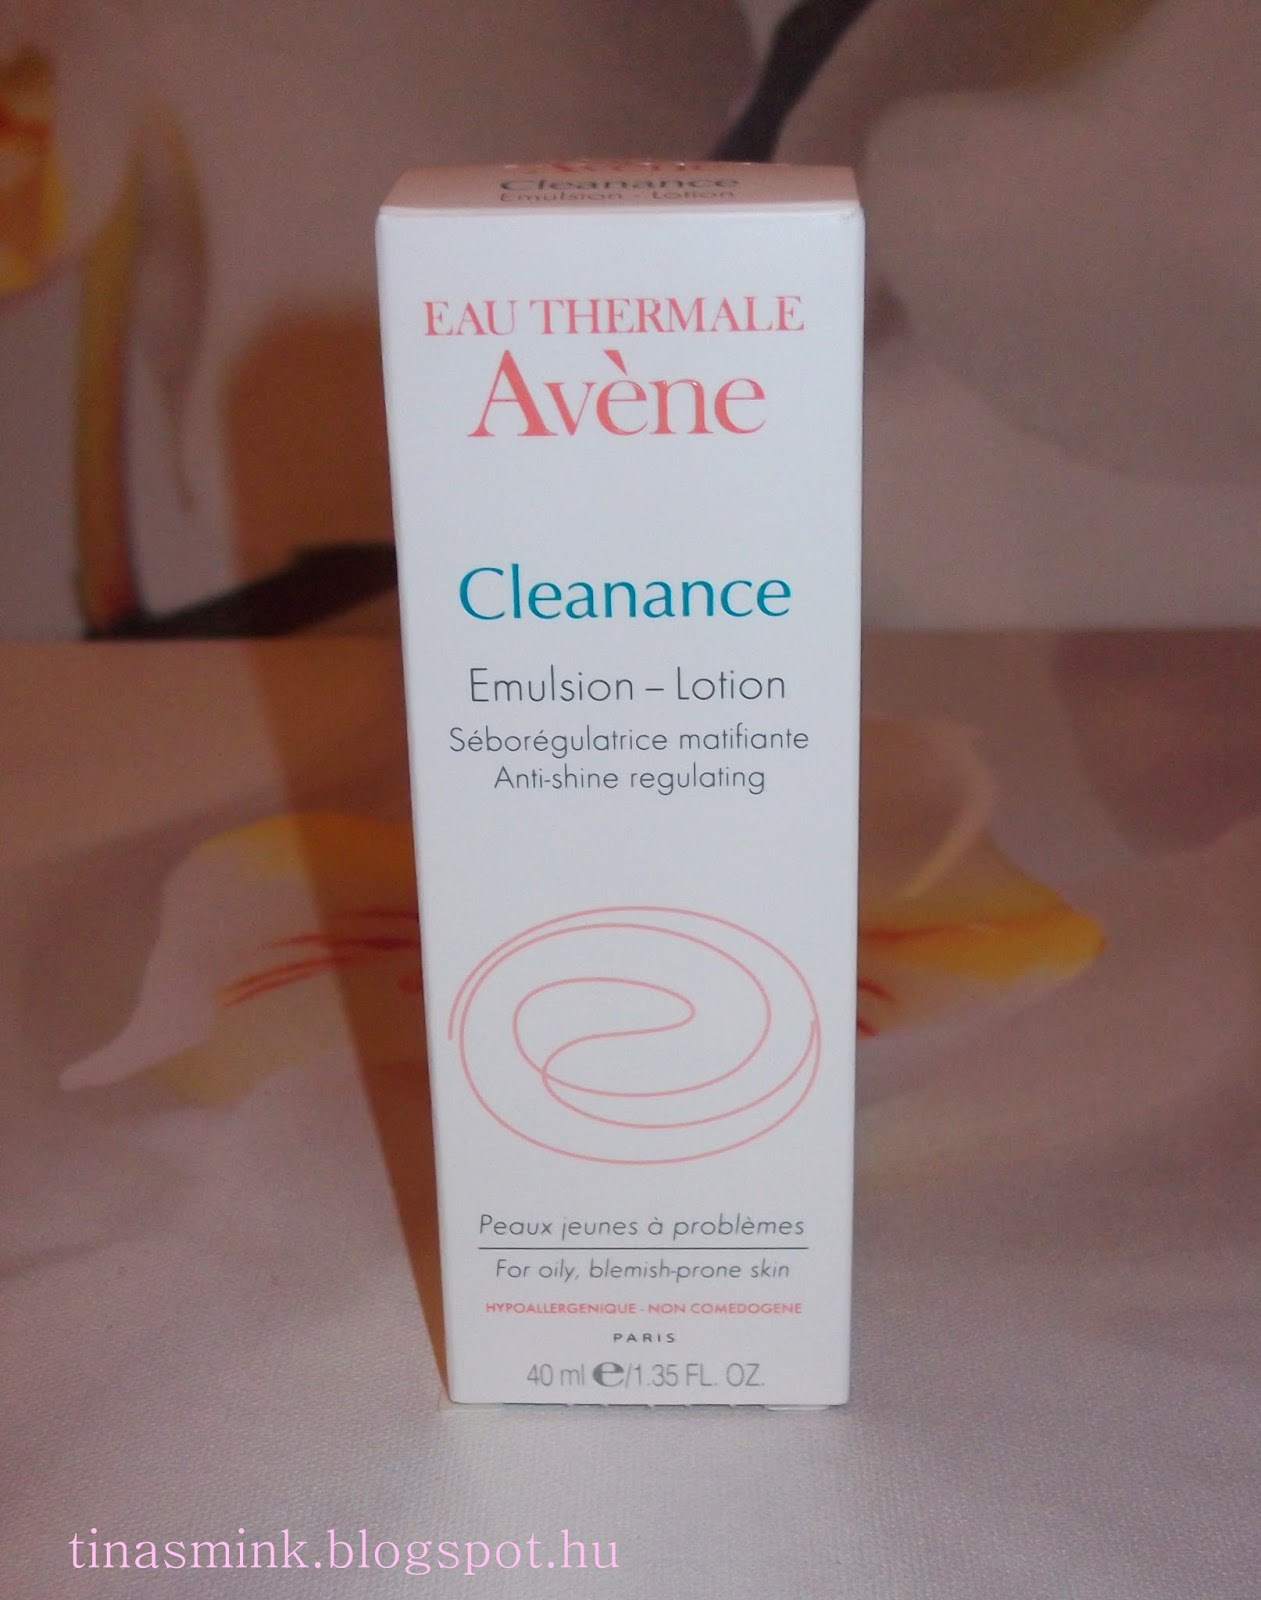 Avène
Cleanance
Emulsion - Lotion
EAU THERMALE
Avène
Cleanance
Emulsion – Lotion
Séborégulatrice matifiante
Anti-shine regulating
Peaux jeunes à problèmes
For oily, blemish-prone skin
HYPOALLERGENIQUE - NON COMEDOGENE
PARIS
40 ml e/1.35 FL. OZ.
tinasmink.blogspot.hu